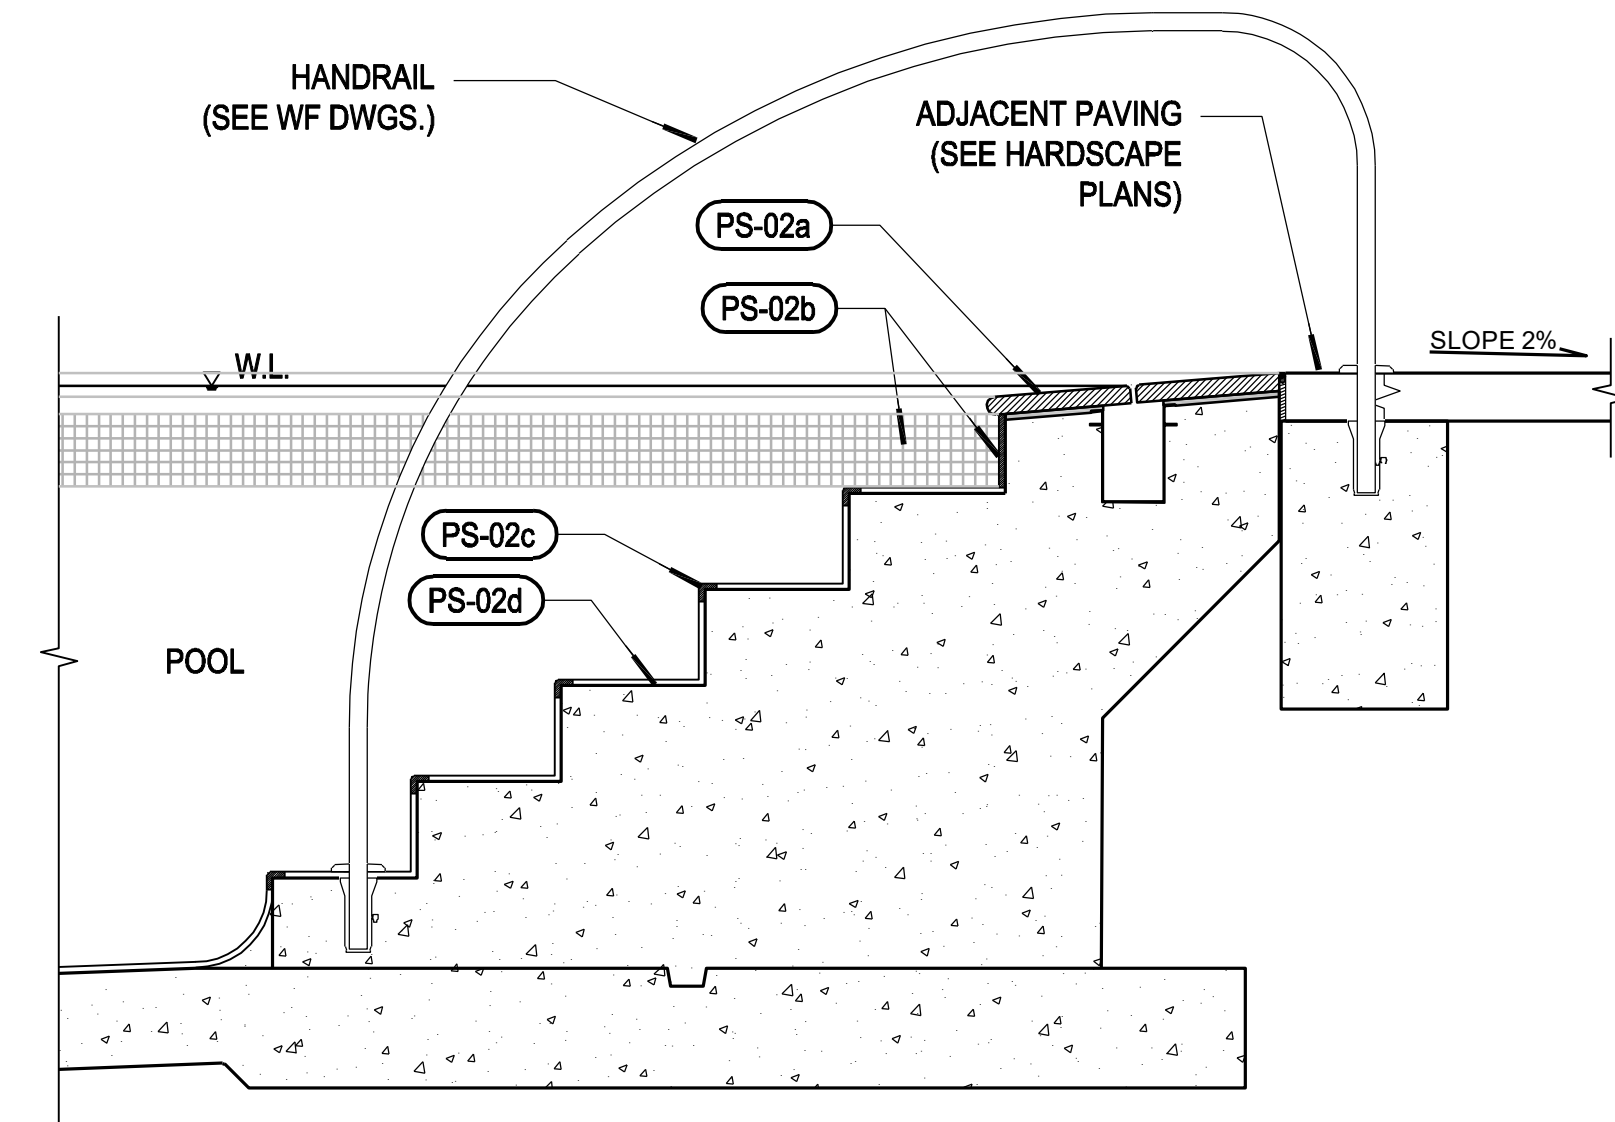 HANDRAIL
(SEE WF DWGS.)
ADJACENT PAVING
(SEE HARDSCAPE
PLANS)
PS-02a
PS-02b
SLOPE 2%
W.L.
PS-02c
PS-02d
POOL